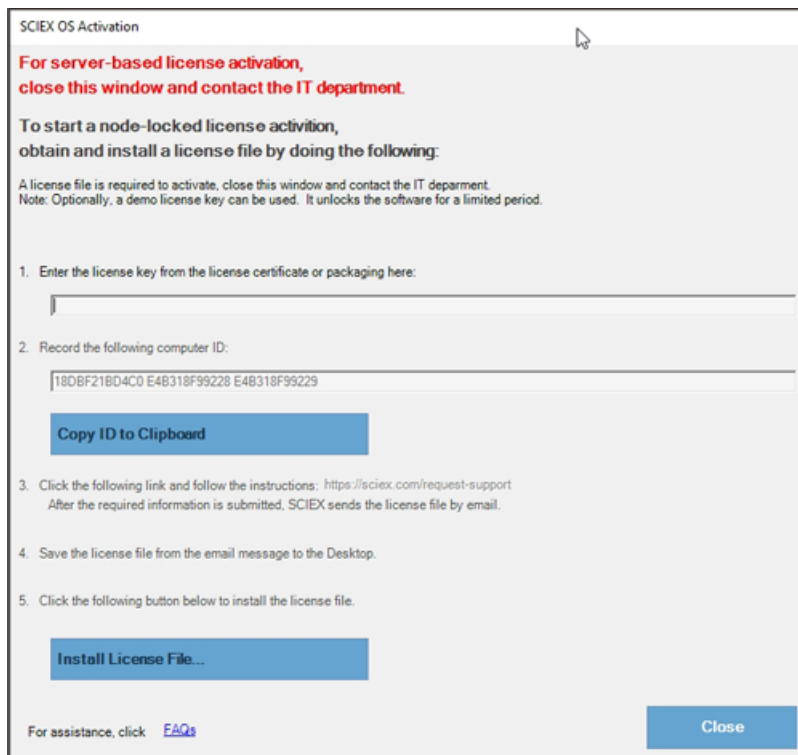 SCIEX OS Activation
For server-based license activation,
close this window and contact the IT department.
To start a node-locked license activition,
obtain and install a license file by doing the following:
A license file is required to activate, close this window and contact the IT deparment.
Note: Optionally, a demo license key can be used. It unlocks the software for a limited period.
1. Enter the license key from the license certificate or packaging here:
2. Record the following computer ID:
18DBF21BD4C0 E4B318F99228 E4B318F99229
Copy ID to Clipboard
3. Click the following link and follow the instructions: https://sciex.com/request-support
After the required information is submitted, SCIEX sends the license file by email.
4. Save the license file from the email message to the Desktop.
5. Click the following button below to install the license file.
Install License File...
For assistance, click FAQs
Close